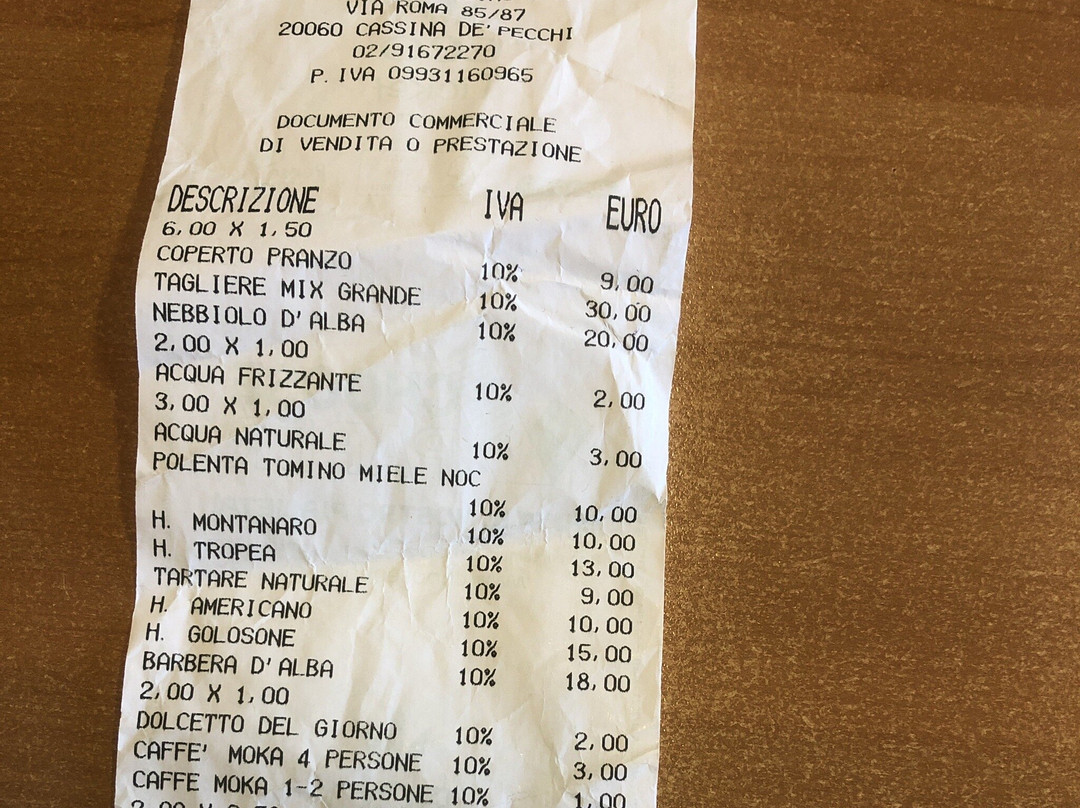 VIA ROMA 85/87
20060 CASSINA DE' PECCHI
02/91672270
P. IVA 09931160965
DOCUMENTO COMMERCIALE
DI VENDITA O PRESTAZIONE
DESCRIZIONE IVA EURO
6,00 X 1,50
COPERTO PRANZO 10% 9,00
TAGLIERE MIX GRANDE 10% 30,00
NEBBIOLO D'ALBA 10% 20,00
2,00 X 1,00
ACQUA FRIZZANTE 10% 2,00
3,00 X 1,00
ACQUA NATURALE 10% 3,00
POLENTA TOMINO MIELE NOC
10% 10,00
H. MONTANARO 10% 10,00
H. TROPEA 10% 13,00
TARTARE NATURALE 10% 9,00
H. AMERICANO 10% 10,00
H. GOLOSONE 10% 15,00
BARBERA D'ALBA 10% 18,00
2,00 X 1,00
DOLCETTO DEL GIORNO 10% 2,00
CAFFE' MOKA 4 PERSONE 10% 3,00
CAFFE MOKA 1-2 PERSONE 10% 1,00